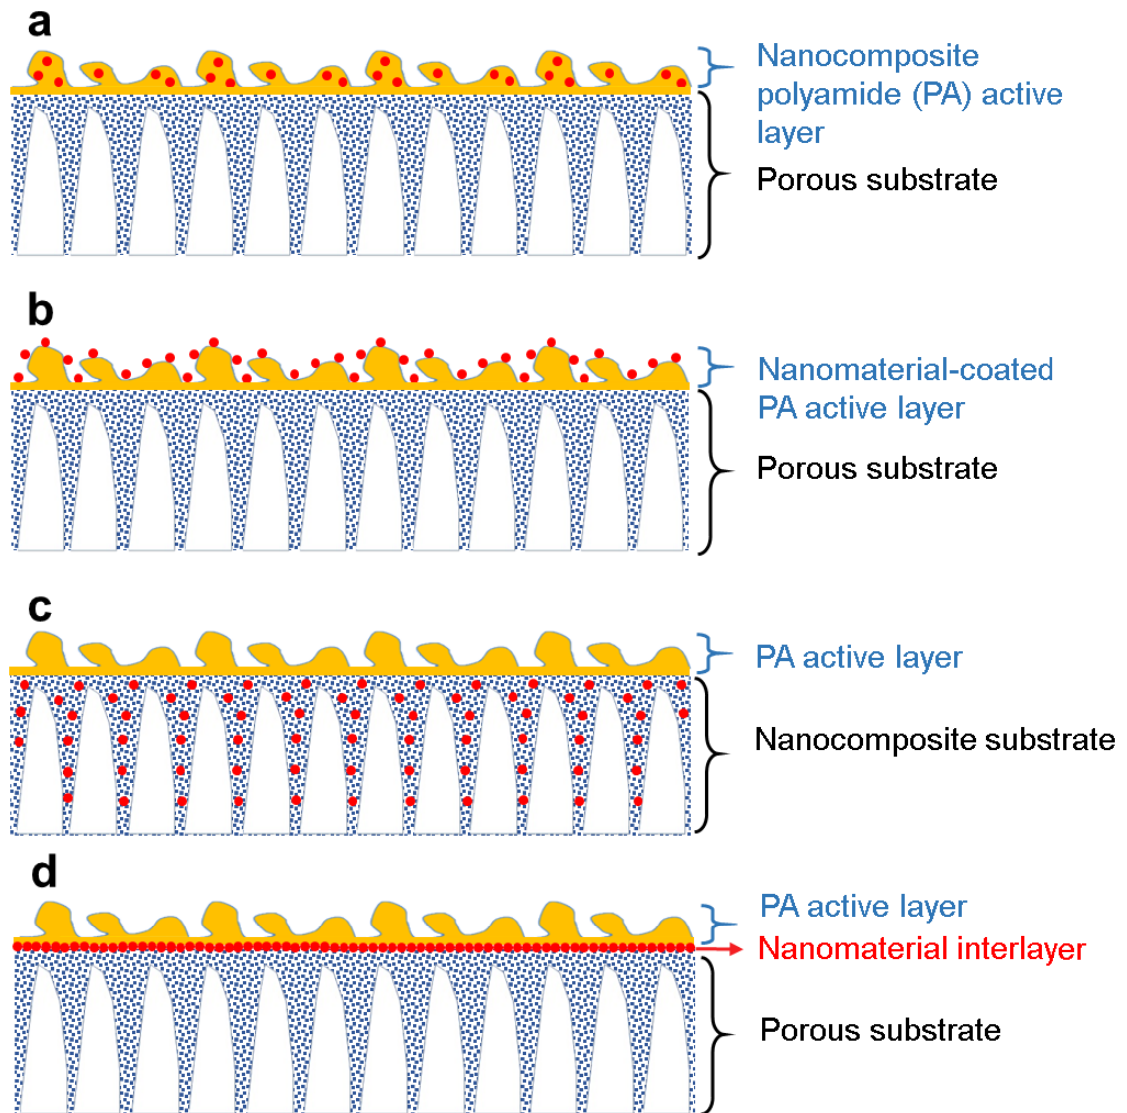 a
Nanocomposite
polyamide (PA) active
layer
Porous substrate
b
Nanomaterial-coated
PA active layer
Porous substrate
c
PA active layer
Nanocomposite substrate
d
PA active layer
Nanomaterial interlayer
Porous substrate